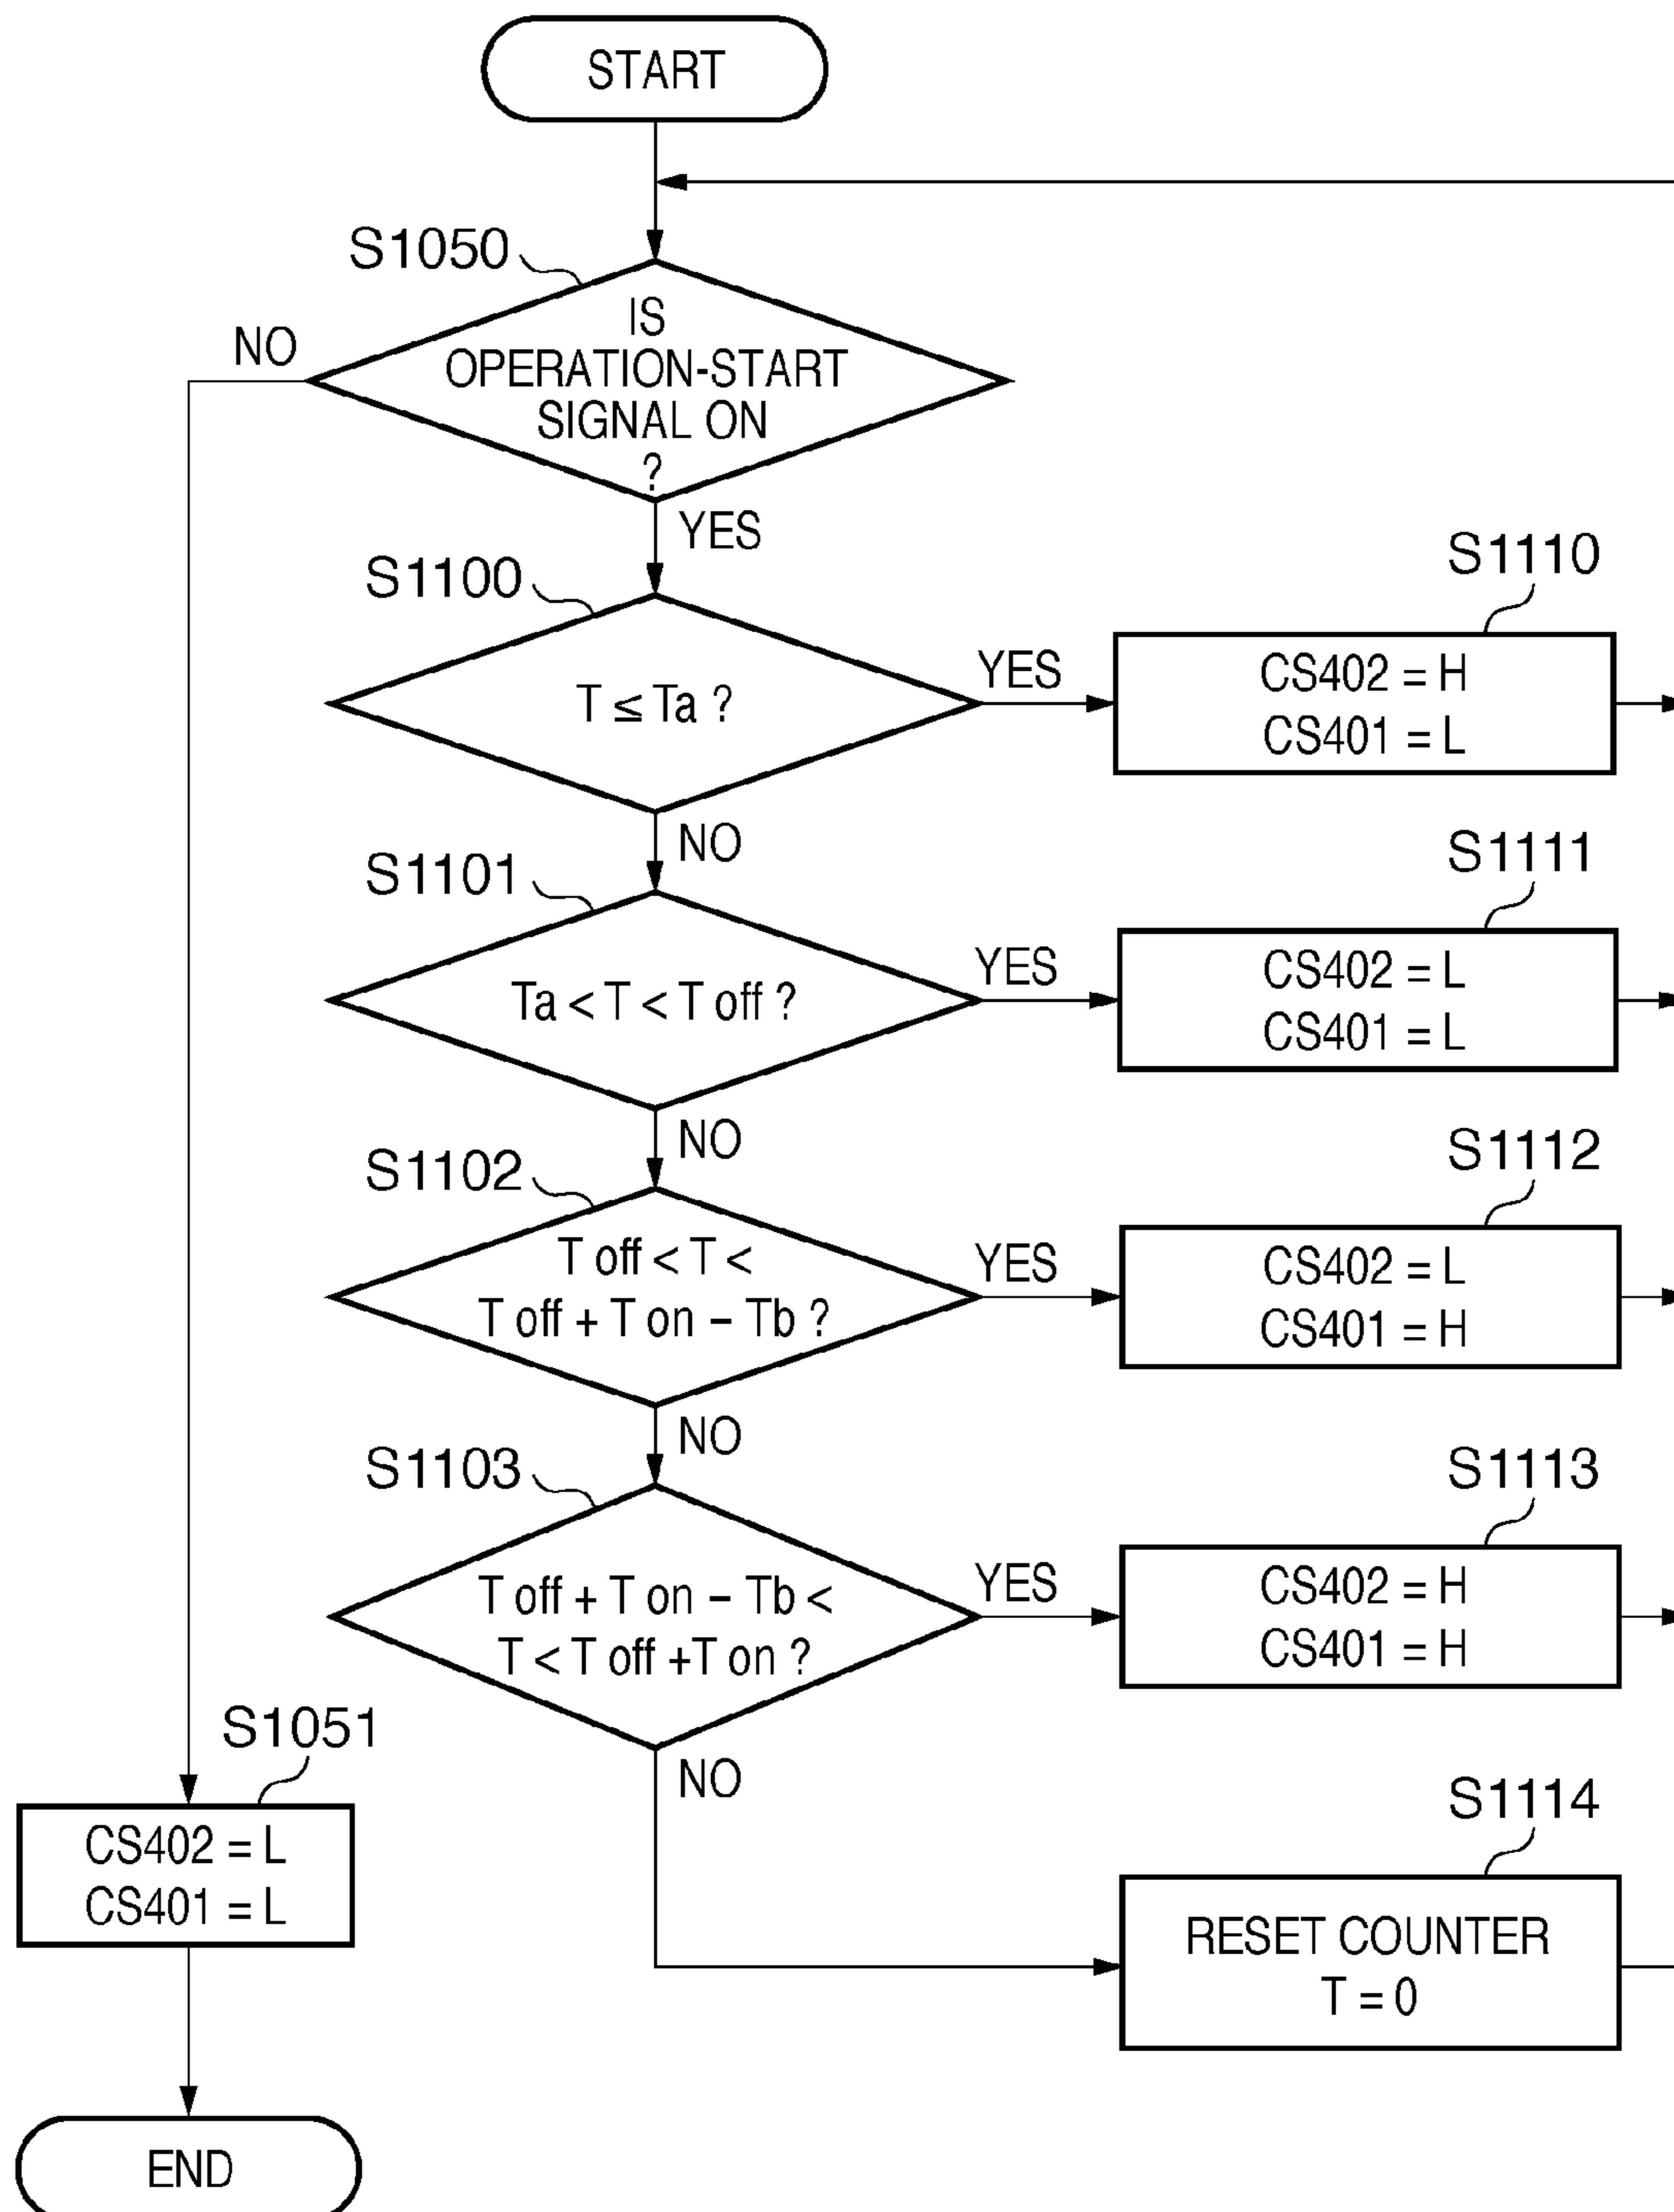 START
S1050
NO
IS
OPERATION-START
SIGNAL ON
?
YES
S1100
T ≤ Ta ?
YES
S1110
CS402 = H
CS401 = L
NO
S1101
Ta < T < T off ?
YES
S1111
CS402 = L
CS401 = L
NO
S1102
T off < T <
T off + T on − Tb ?
YES
S1112
CS402 = L
CS401 = H
NO
S1103
T off + T on − Tb <
T < T off +T on ?
YES
S1113
CS402 = H
CS401 = H
NO
S1051
CS402 = L
CS401 = L
S1114
RESET COUNTER
T = 0
END